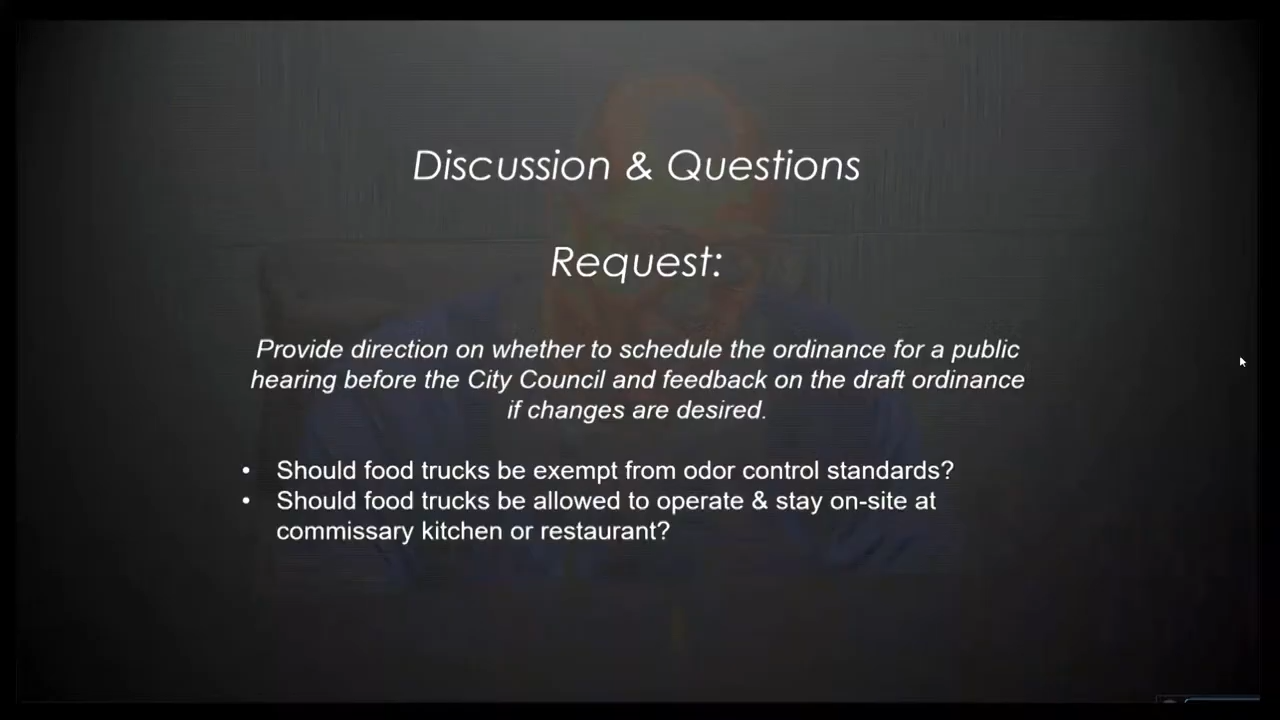 Discussion & Questions
Request:
Provide direction on whether to schedule the ordinance for a public
hearing before the City Council and feedback on the draft ordinance
if changes are desired.
• Should food trucks be exempt from odor control standards?
• Should food trucks be allowed to operate & stay on-site at
commissary kitchen or restaurant?